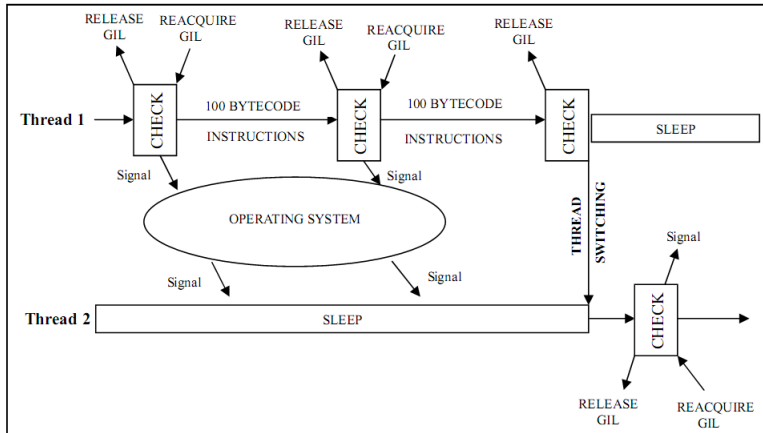 RELEASE
GIL
REACQUIRE
GIL
RELEASE
GIL
REACQUIRE
GIL
RELEASE
GIL
Thread 1
CHECK
100 BYTECODE
INSTRUCTIONS
CHECK
100 BYTECODE
INSTRUCTIONS
CHECK
SLEEP
Signal
Signal
OPERATING SYSTEM
THREAD
SWITCHING
Signal
Signal
Signal
Thread 2
SLEEP
CHECK
RELEASE
GIL
REACQUIRE
GIL